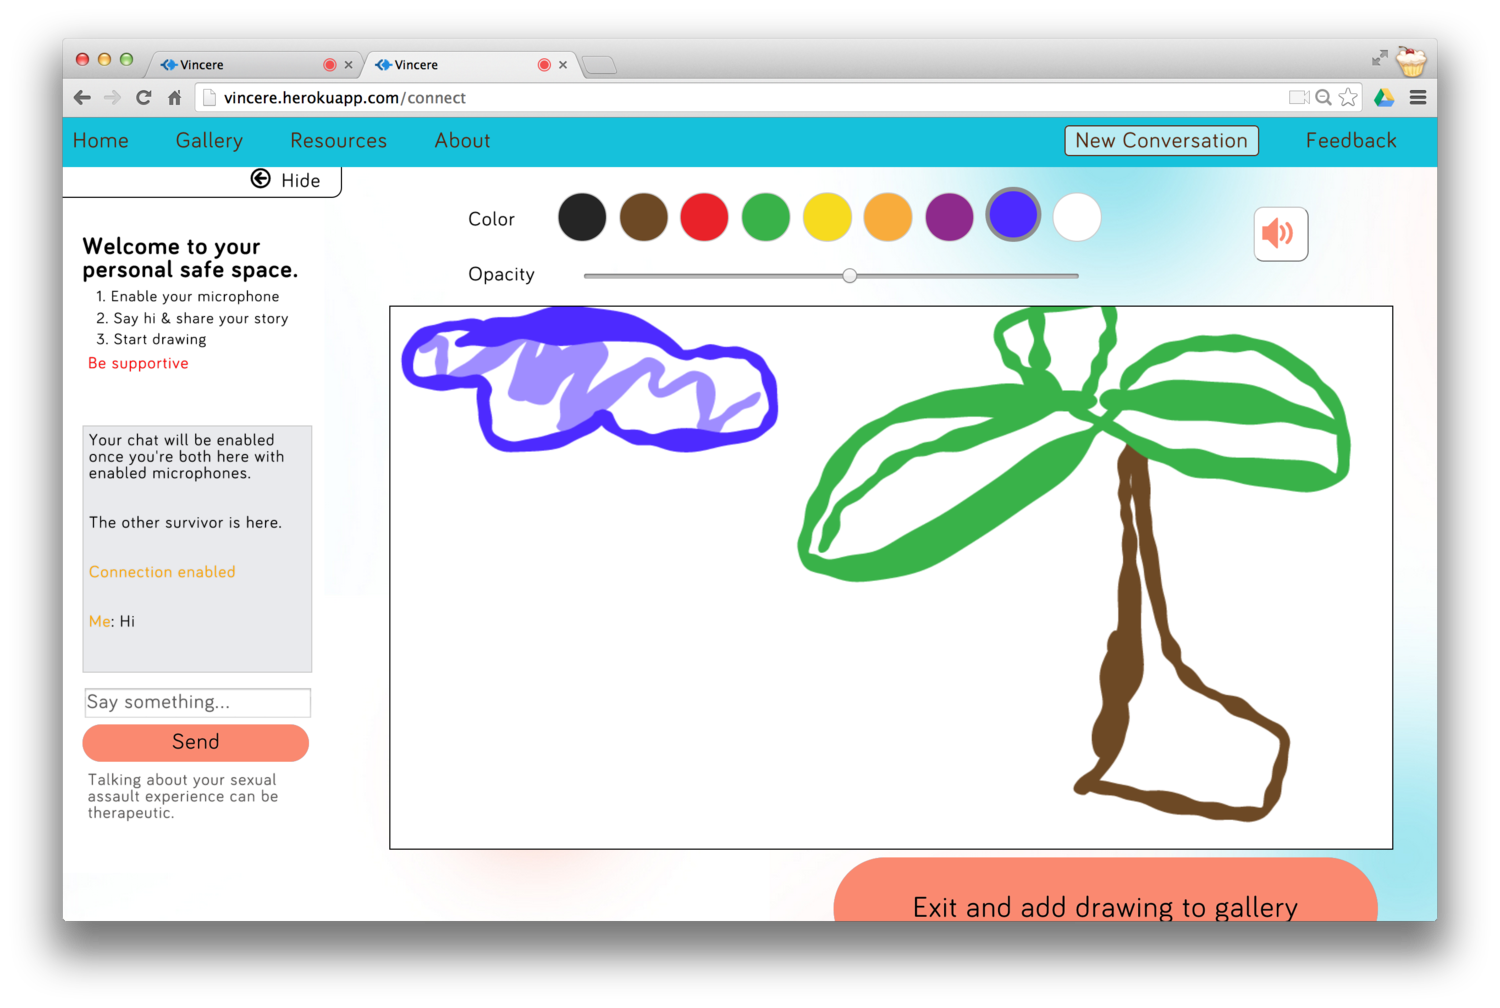 Vincere
Vincere
vincere.herokuapp.com/connect
Home Gallery Resources About New Conversation Feedback
Hide
Welcome to your
personal safe space.
1. Enable your microphone
2. Say hi & share your story
3. Start drawing
Be supportive
Your chat will be enabled
once you're both here with
enabled microphones.
The other survivor is here.
Connection enabled
Me: Hi
Say something...
Send
Talking about your sexual
assault experience can be
therapeutic.
Color
Opacity
Exit and add drawing to gallery